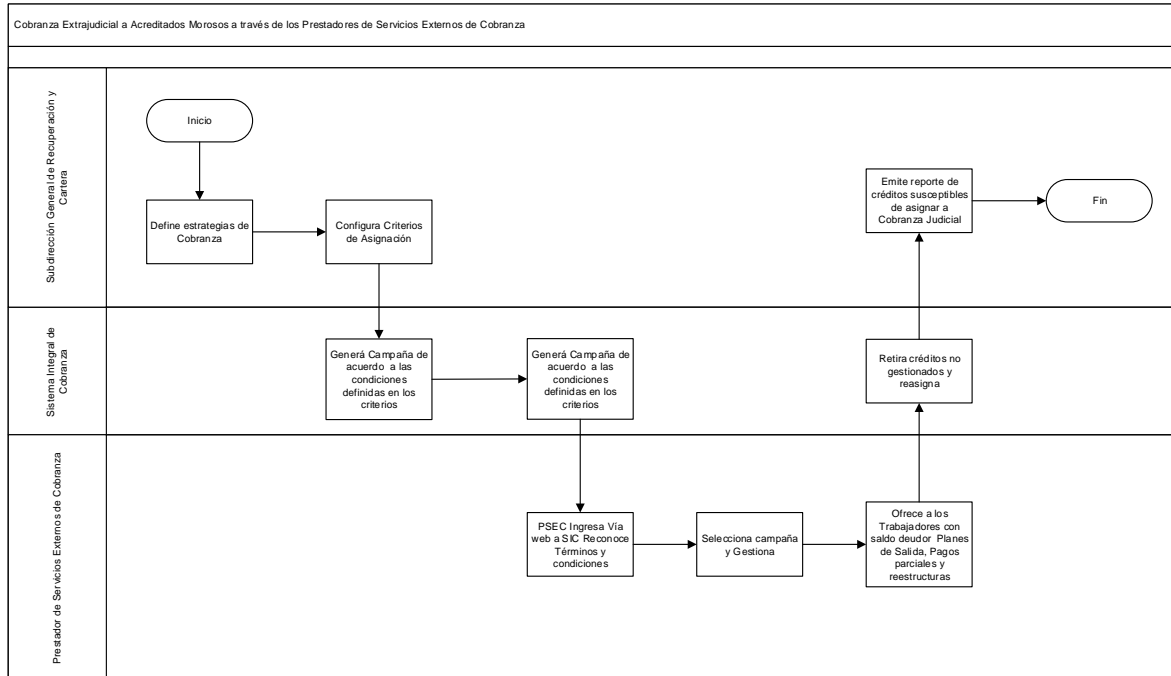 Cobranza Extrajudicial a Acreditados Morosos a través de los Prestadores de Servicios Externos de Cobranza
Subdirección General de Recuperación y
Cartera
Inicio
Define estrategias de
Cobranza
Configura Criterios
de Asignación
Emite reporte de
créditos susceptibles
de asignar a
Cobranza Judicial
Fin
Sistema Integral de
Cobranza
Generá Campaña de
acuerdo a las
condiciones
definidas en los
criterios
Generá Campaña de
acuerdo a las
condiciones
definidas en los
criterios
Retira créditos no
gestionados y
reasigna
Prestador de Servicios Externos de Cobranza
PSEC Ingresa Vía
web a SIC Reconoce
Términos y
condiciones
Selecciona campaña
y Gestiona
Ofrece a los
Trabajadores con
saldo deudor Planes
de Salida, Pagos
parciales y
reestructuras